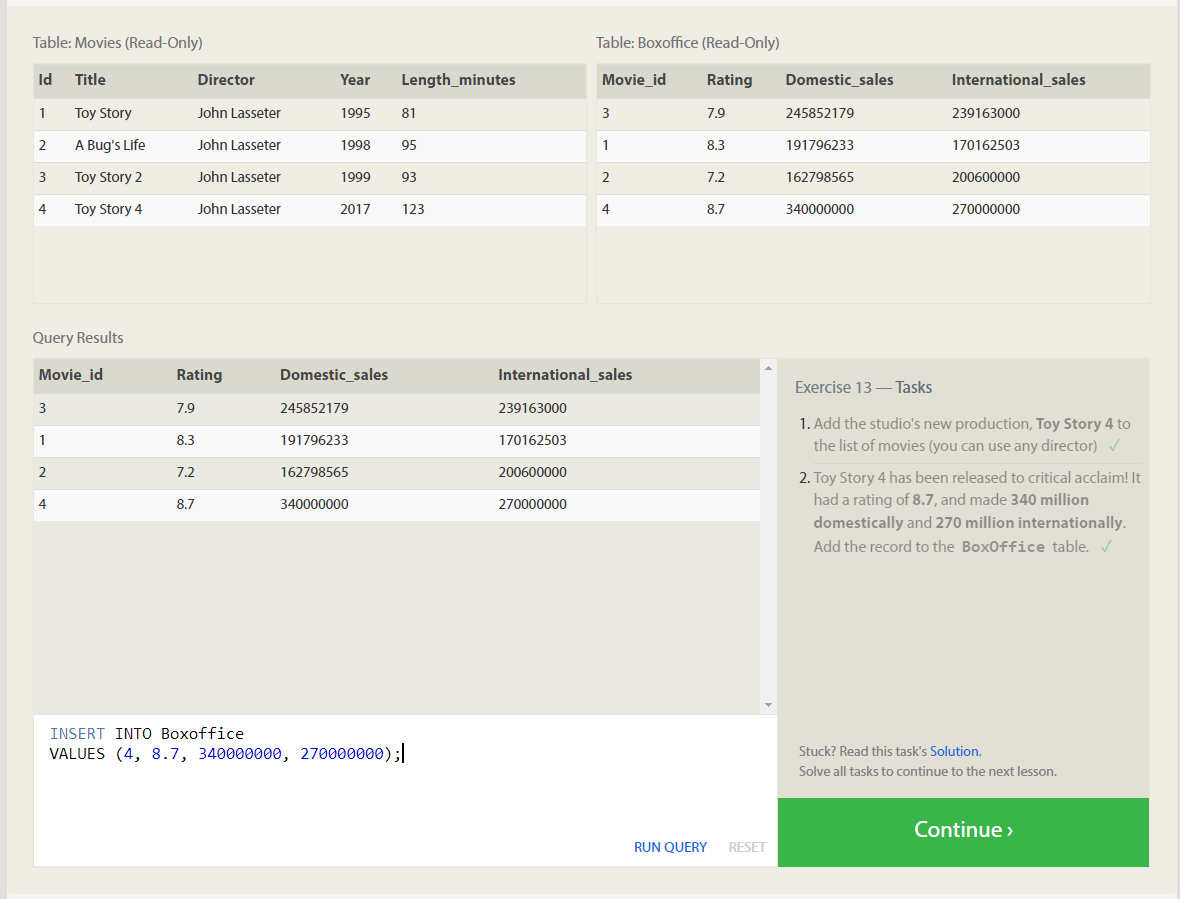 Table: Movies (Read-Only)
Id Title Director Year Length_minutes
1 Toy Story John Lasseter 1995 81
2 A Bug's Life John Lasseter 1998 95
3 Toy Story 2 John Lasseter 1999 93
4 Toy Story 4 John Lasseter 2017 123
Table: Boxoffice (Read-Only)
Movie_id Rating Domestic_sales International_sales
3 7.9 245852179 239163000
1 8.3 191796233 170162503
2 7.2 162798565 200600000
4 8.7 340000000 270000000
Query Results
Movie_id Rating Domestic_sales International_sales
3 7.9 245852179 239163000
1 8.3 191796233 170162503
2 7.2 162798565 200600000
4 8.7 340000000 270000000
INSERT INTO Boxoffice
VALUES (4, 8.7, 340000000, 270000000);
RUN QUERY RESET
Exercise 13 — Tasks
1. Add the studio's new production, Toy Story 4 to
the list of movies (you can use any director) ✓
2. Toy Story 4 has been released to critical acclaim! It
had a rating of 8.7, and made 340 million
domestically and 270 million internationally.
Add the record to the BoxOffice table. ✓
Stuck? Read this task's Solution.
Solve all tasks to continue to the next lesson.
Continue ›